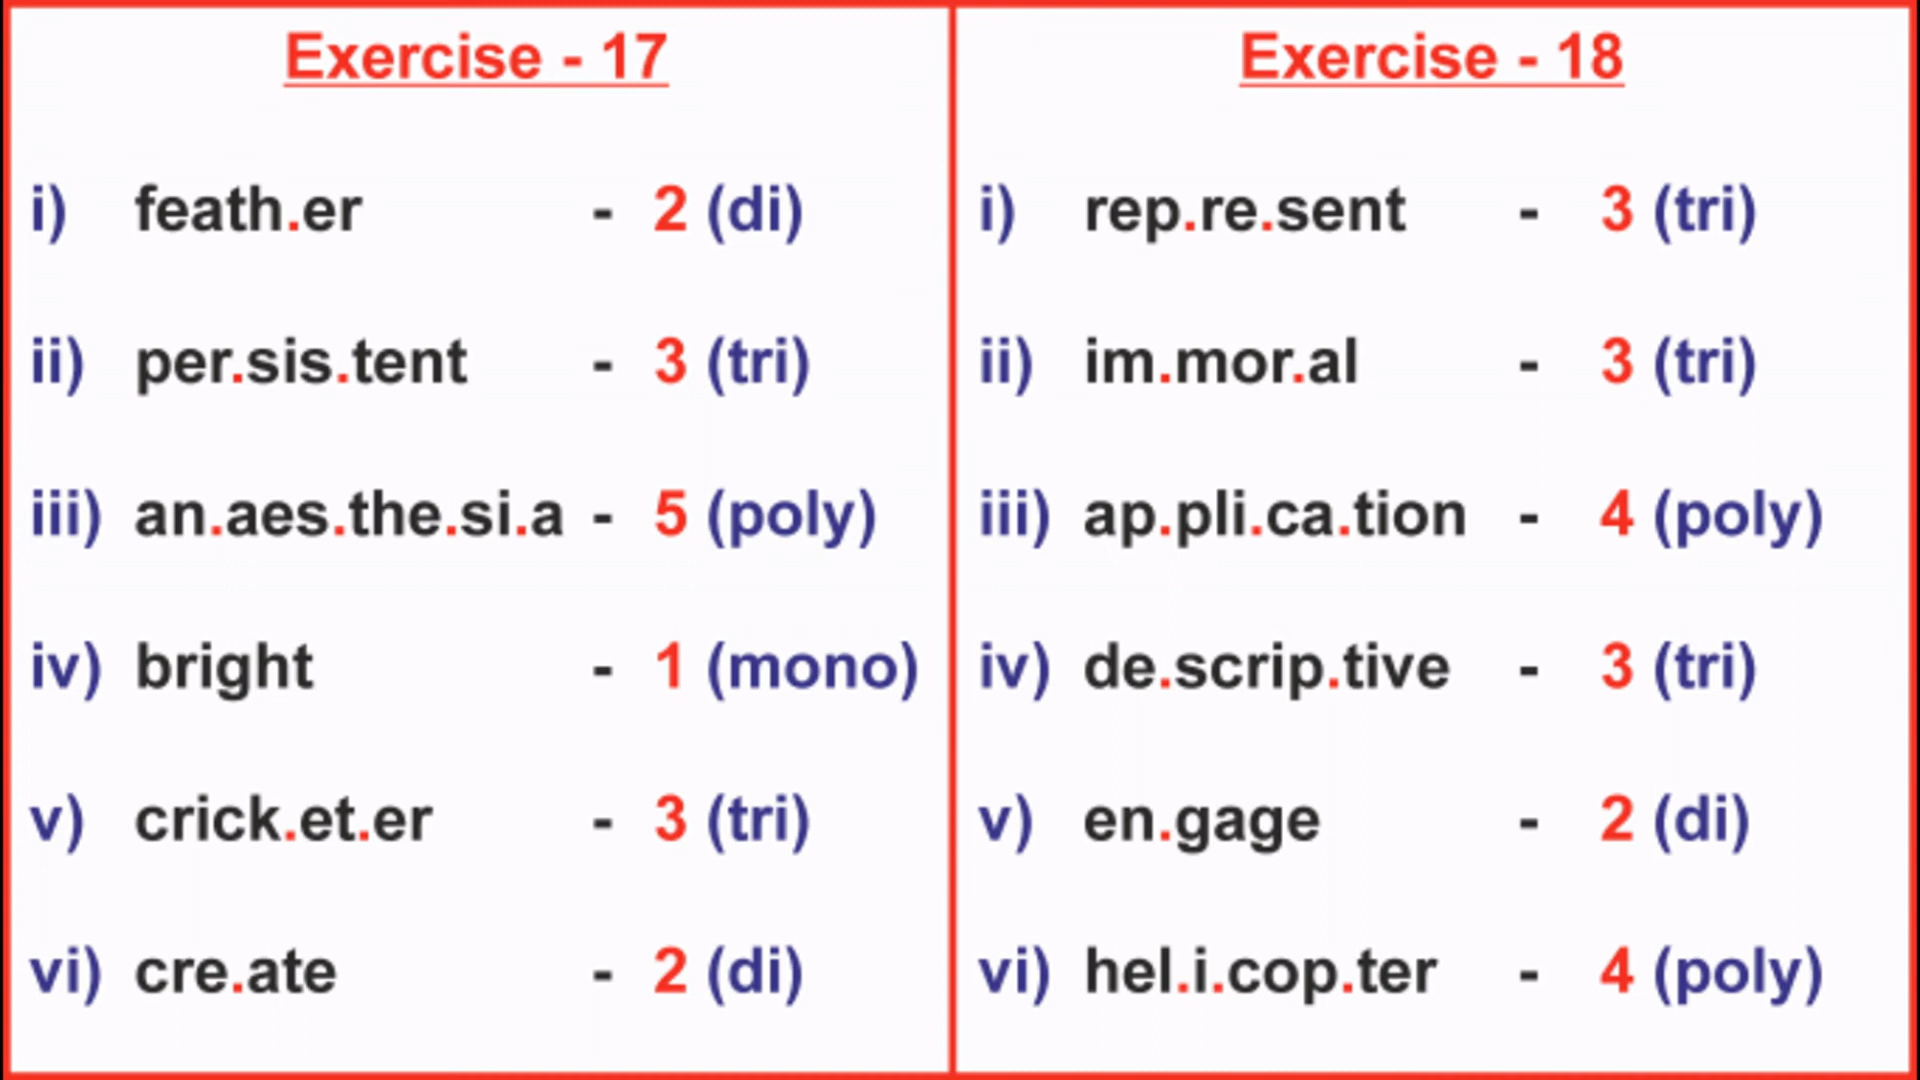 Exercise - 17
i) feath.er - 2 (di)
ii) per.sis.tent - 3 (tri)
iii) an.aes.the.si.a - 5 (poly)
iv) bright - 1 (mono)
v) crick.et.er - 3 (tri)
vi) cre.ate - 2 (di)
Exercise - 18
i) rep.re.sent - 3 (tri)
ii) im.mor.al - 3 (tri)
iii) ap.pli.ca.tion - 4 (poly)
iv) de.scrip.tive - 3 (tri)
v) en.gage - 2 (di)
vi) hel.i.cop.ter - 4 (poly)